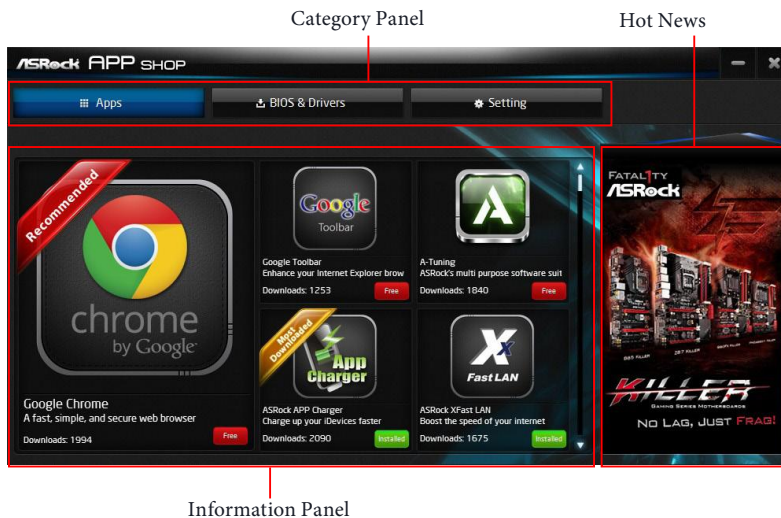 Category Panel
Hot News
ASRock APP SHOP
Apps
BIOS & Drivers
Setting
Recommended
chrome
by Google
Google Chrome
A fast, simple, and secure web browser
Downloads: 1994
Free
Google
Toolbar
Google Toolbar
Enhance your Internet Explorer brow
Downloads: 1253
Free
A-Tuning
ASRock's multi purpose software suit
Downloads: 1840
Free
Most
Downloaded
App
Charger
ASRock APP Charger
Charge up your iDevices faster
Downloads: 2090
Installed
Fast LAN
ASRock XFast LAN
Boost the speed of your internet
Downloads: 1675
Installed
FATAL1TY
ASRock
KILLER
GAMING SERIES MOTHERBOARDS
NO LAG, JUST FRAG!
Information Panel